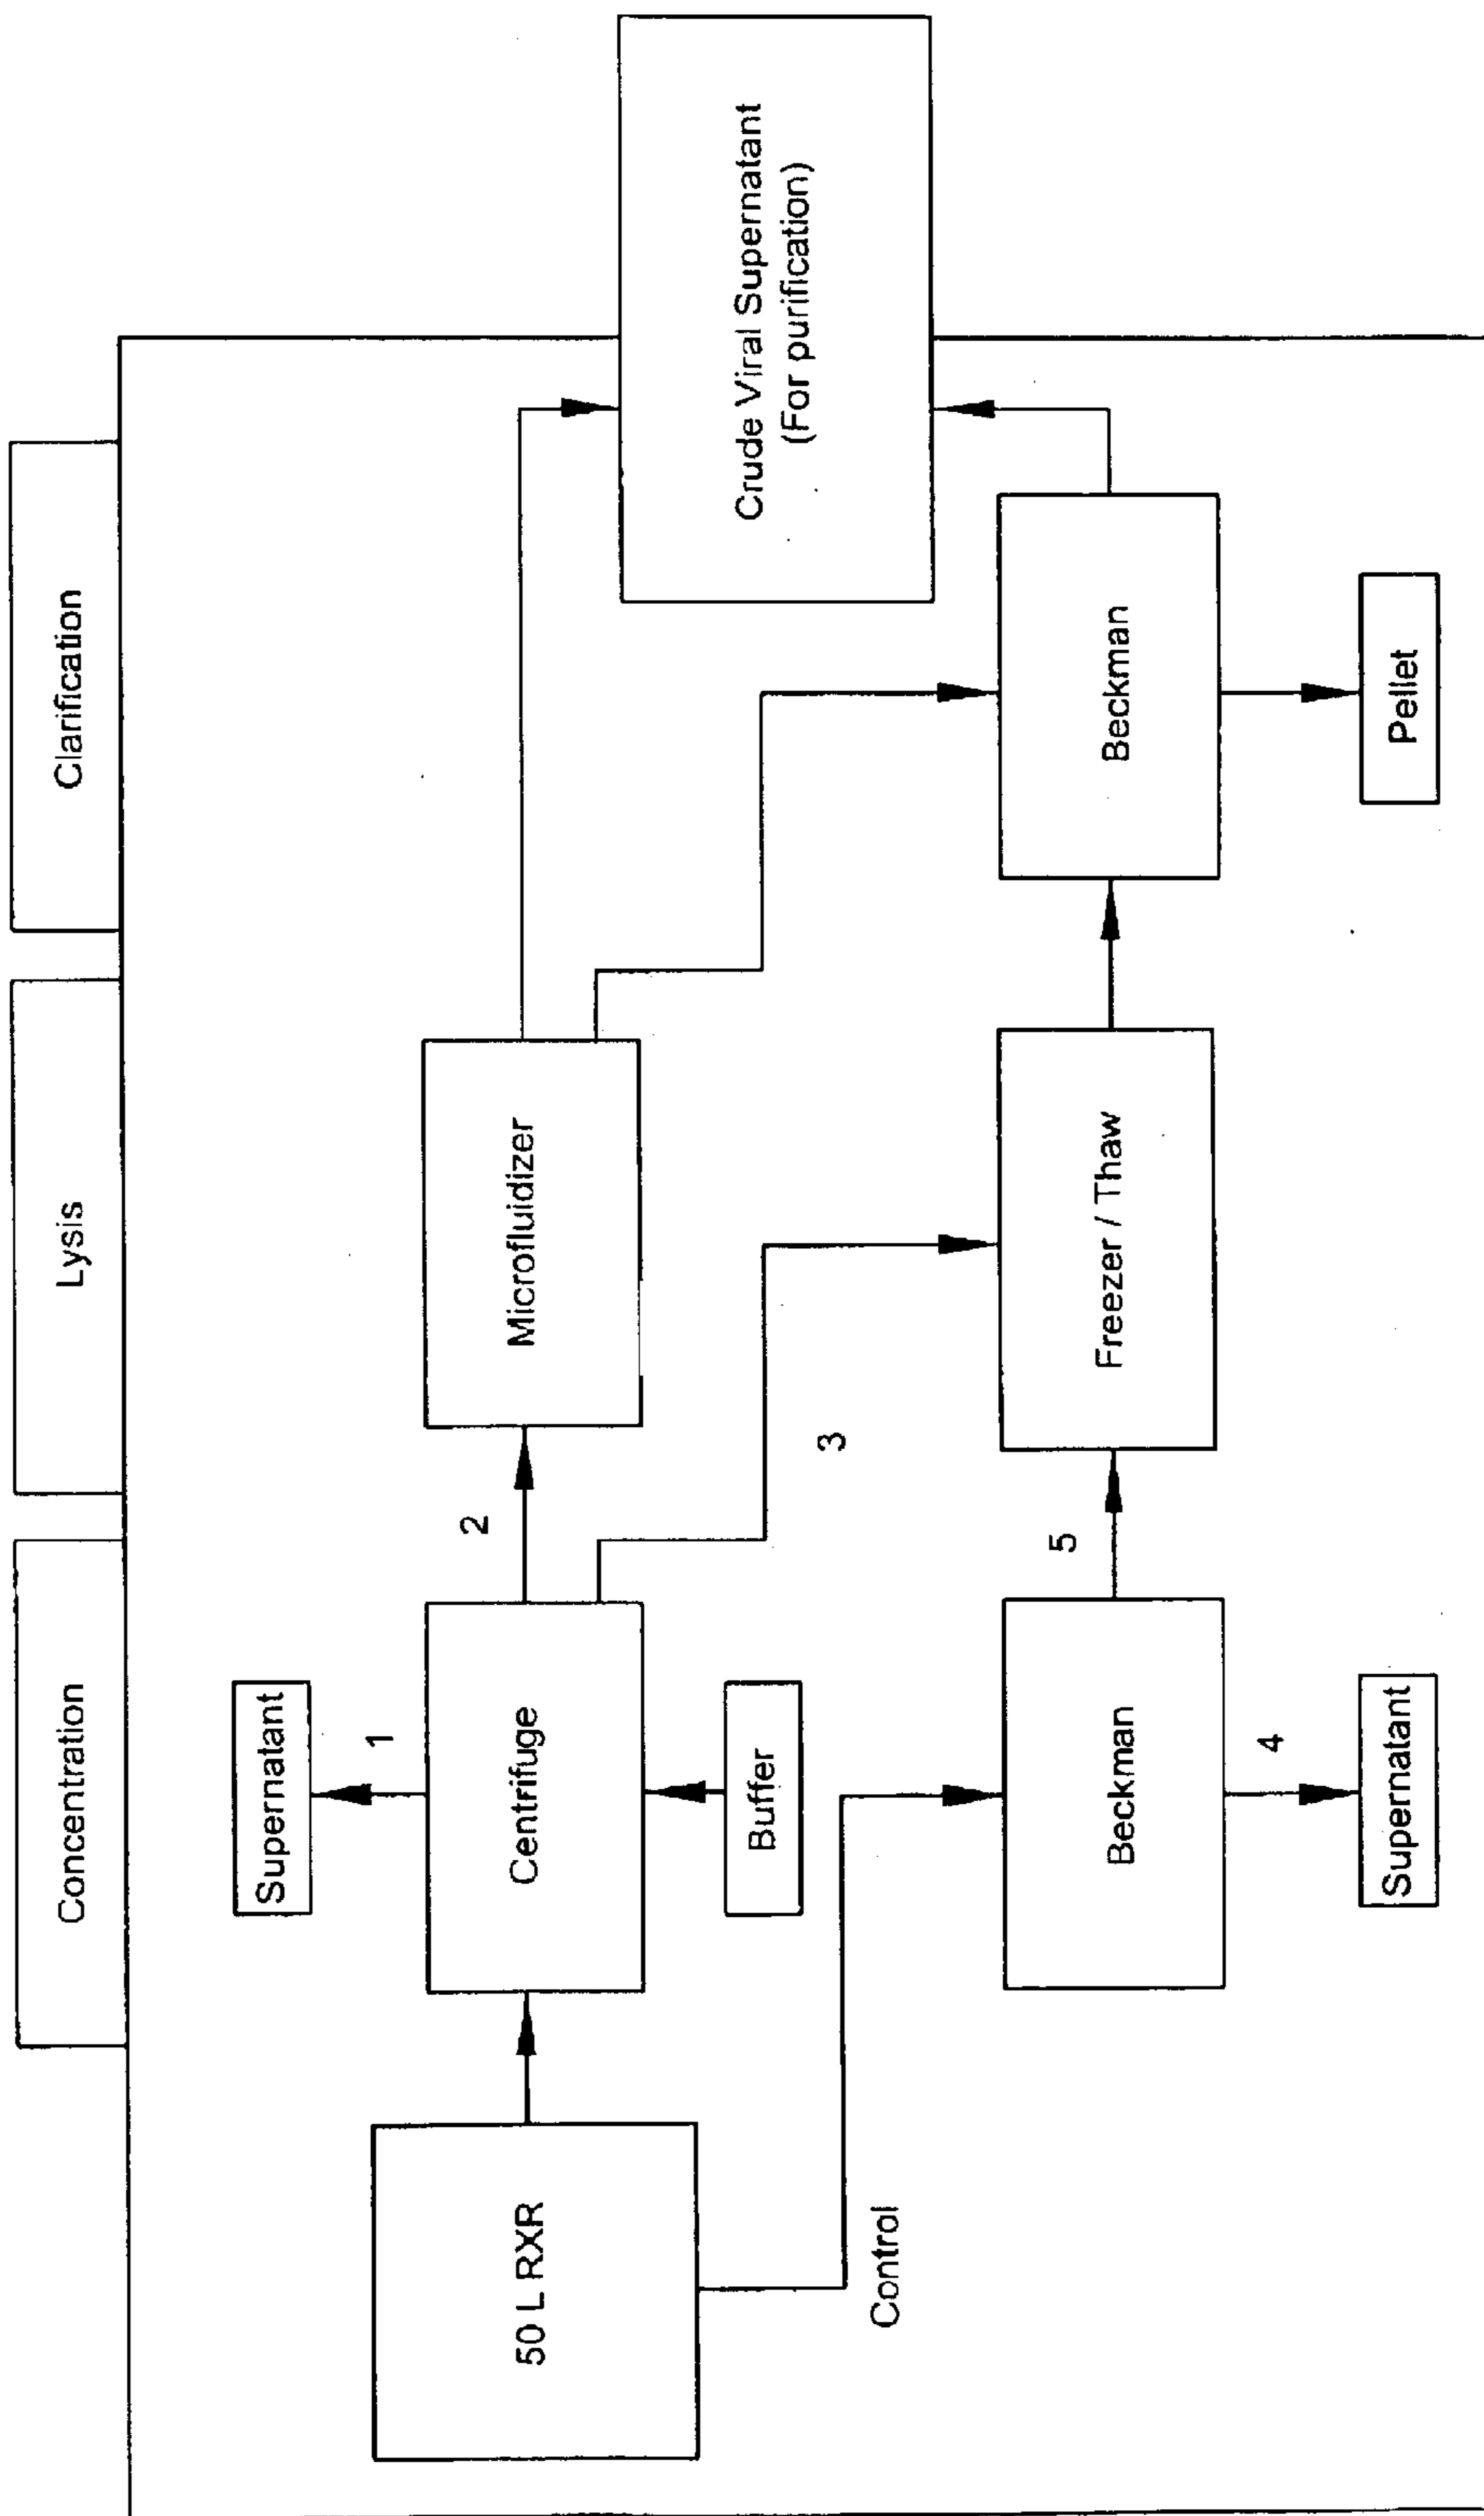 Concentration
Lysis
Clarification
Supernatant
1
50 L RXR
Centrifuge
2
Microfluidizer
Buffer
3
Crude Viral Supernatant
(For purification)
Control
Beckman
5
Freezer / Thaw
Beckman
4
Supernatant
Pellet